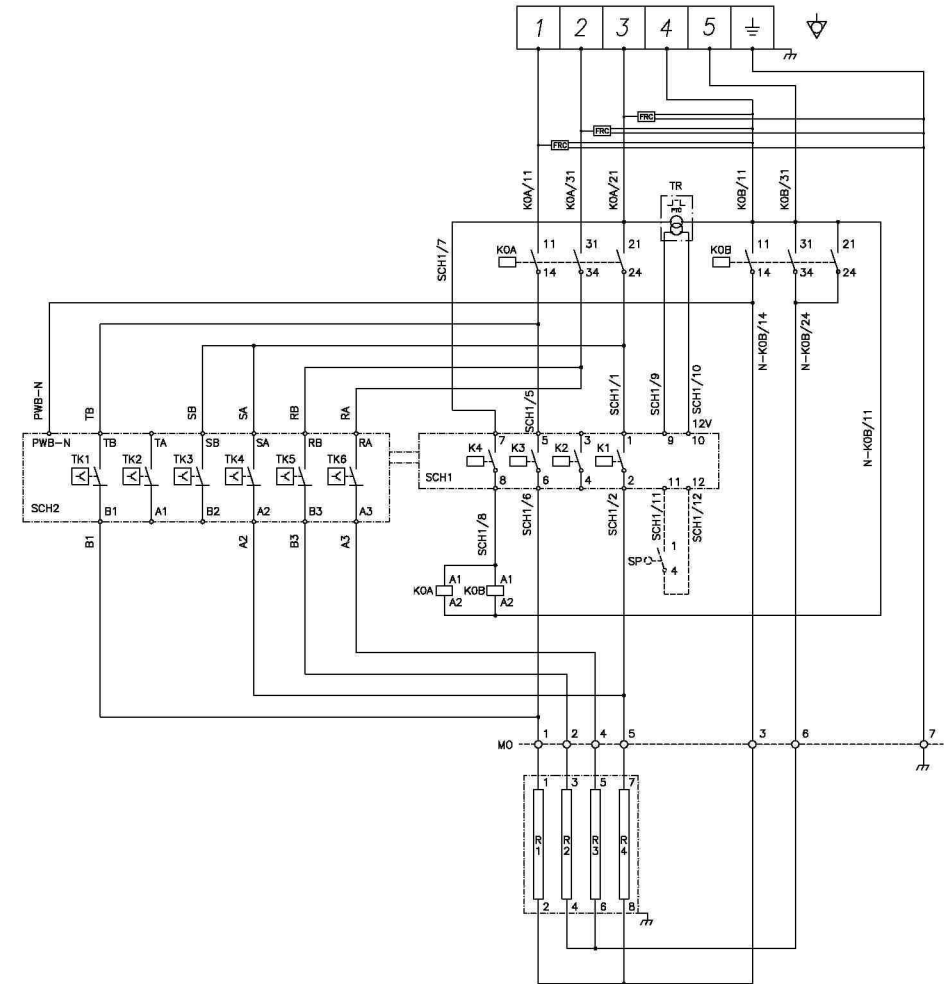 1 2 3 4 5
FRC
FRC
FRC
K0A/11 K0A/31 K0A/21 TR K0B/11 K0B/31
PTC
SCH1/7 K0A 11 31 21 K0B 11 31 21
14 34 24 14 34 24
N-K0B/14 N-K0B/24
PWB-N TB SB SA RB RA SCH1/5 SCH1/1 SCH1/9 SCH1/10
12V
N-K0B/11
PWB-N TB TA SB SA RB RA 7 5 3 1 9 10
TK1 TK2 TK3 TK4 TK5 TK6 K4 K3 K2 K1
SCH1
8 6 4 2 11 12
SCH2 B1 A1 B2 A2 B3 A3
B1 A2 B3 A3 SCH1/8 SCH1/6 SCH1/2 SCH1/11 SCH1/12
1
SP
4
K0A A1 K0B A1
A2 A2
MO 1 2 4 5 3 6 7
1 3 5 7
R1 R2 R3 R4
2 4 6 8